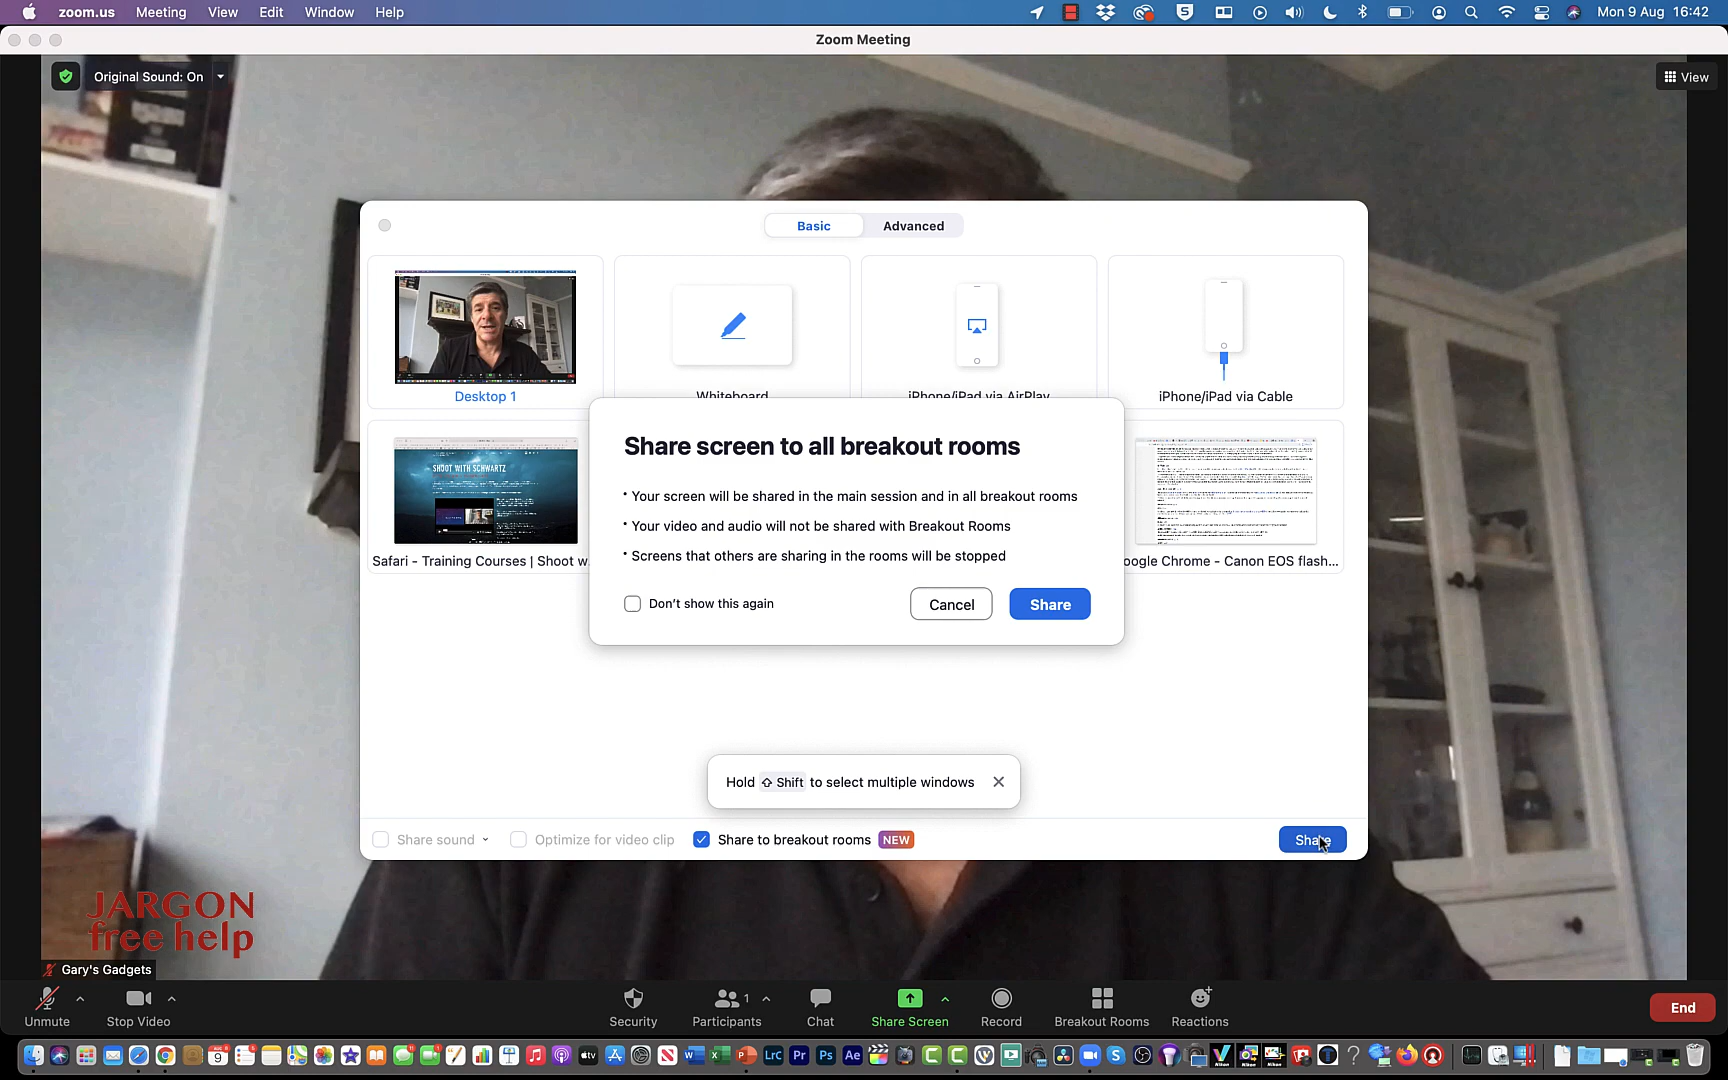 zoom.us Meeting View Edit Window Help
Mon 9 Aug 16:42
Zoom Meeting
Original Sound: On
View
Basic Advanced
Desktop 1
Whiteboard
iPhone/iPad via AirPlay
iPhone/iPad via Cable
SHOOT WITH SCHWARTZ
Safari - Training Courses | Shoot w...
oogle Chrome - Canon EOS flash...
Share screen to all breakout rooms
• Your screen will be shared in the main session and in all breakout rooms
• Your video and audio will not be shared with Breakout Rooms
• Screens that others are sharing in the rooms will be stopped
Don't show this again
Cancel
Share
Hold ⇧ Shift to select multiple windows
Share sound
Optimize for video clip
Share to breakout rooms NEW
Share
JARGON
free help
Gary's Gadgets
Unmute
Stop Video
Security
Participants 1
Chat
Share Screen
Record
Breakout Rooms
Reactions
End
LrC Pr Ps Ae